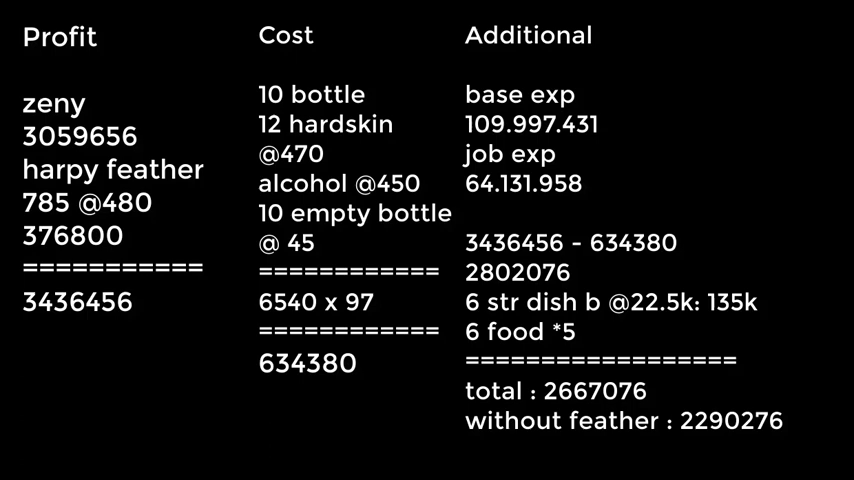 Profit
zeny
3059656
harpy feather
785 @480
376800
===========
3436456
Cost
10 bottle
12 hardskin
@470
alcohol @450
10 empty bottle
@ 45
============
6540 x 97
============
634380
Additional
base exp
109.997.431
job exp
64.131.958
3436456 - 634380
2802076
6 str dish b @22.5k: 135k
6 food *5
==================
total : 2667076
without feather : 2290276